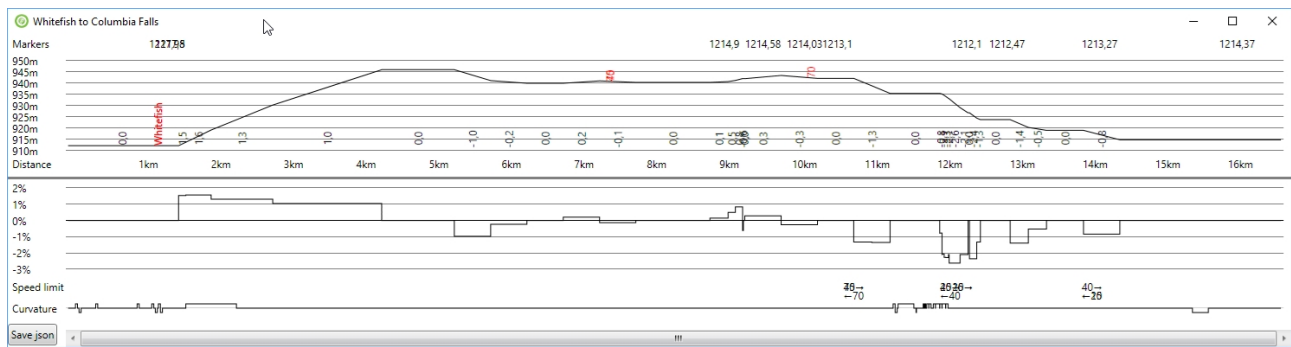 Whitefish to Columbia Falls
Markers 1214,9 1214,58 1214,03 1213,1 1212,1 1212,47 1213,27 1214,37
950m
945m
940m 40 70
935m
930m
925m
920m Whitefish
915m 0,0 1,5 1,6 1,3 1,0 0,0 -1,0 -0,2 0,0 0,2 -0,1 0,0 0,1 0,5 0,3 -0,3 0,0 -1,3 0,0 0,0 -1,4 -0,5 0,0 -0,8
910m
Distance 1km 2km 3km 4km 5km 6km 7km 8km 9km 10km 11km 12km 13km 14km 15km 16km
2%
1%
0%
-1%
-2%
-3%
Speed limit 40→
←70 ←40
Curvature
Save json